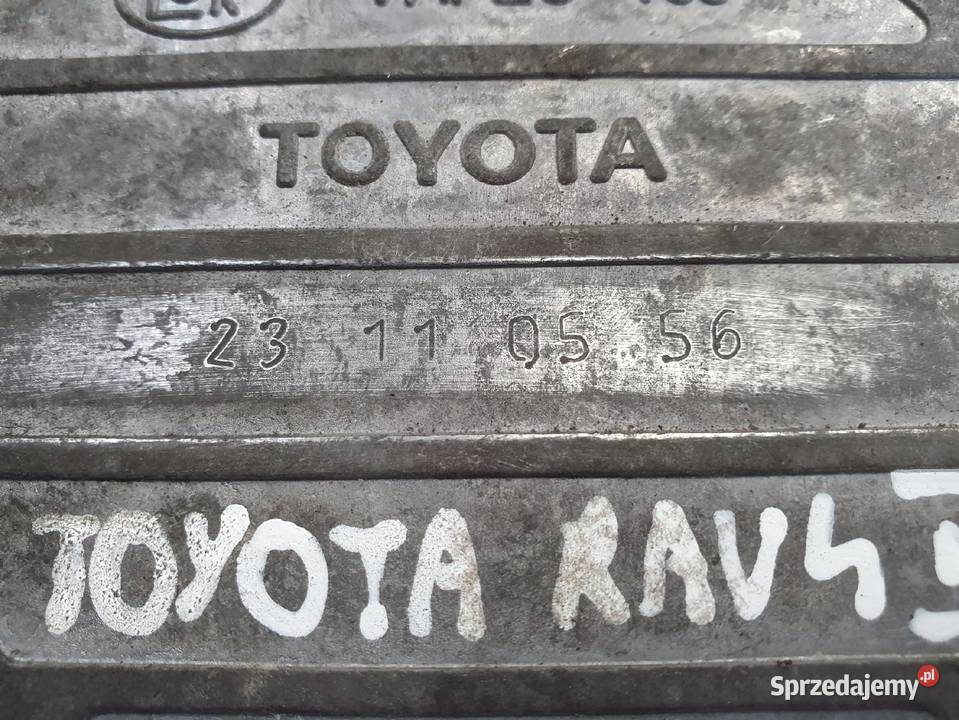 TOYOTA
23 11 05 56
TOYOTA RAV4
Sprzedajemy.pl